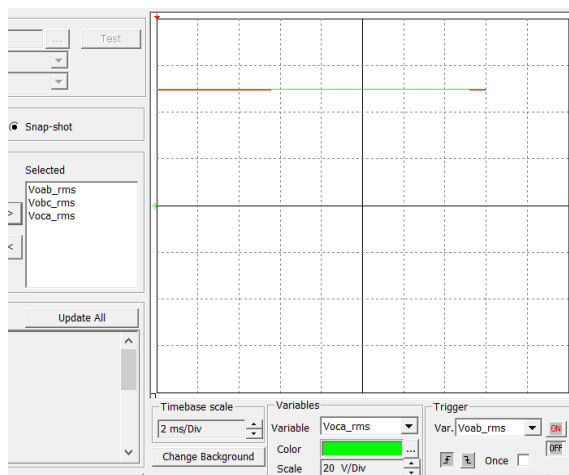 ... Test
Snap-shot
Selected
Voab_rms
Vobc_rms
Voca_rms
>
<
Update All
Timebase scale
2 ms/Div
Change Background
Variables
Variable Voca_rms
Color ...
Scale 20 V/Div
Trigger
Var. Voab_rms ON
OFF
Once